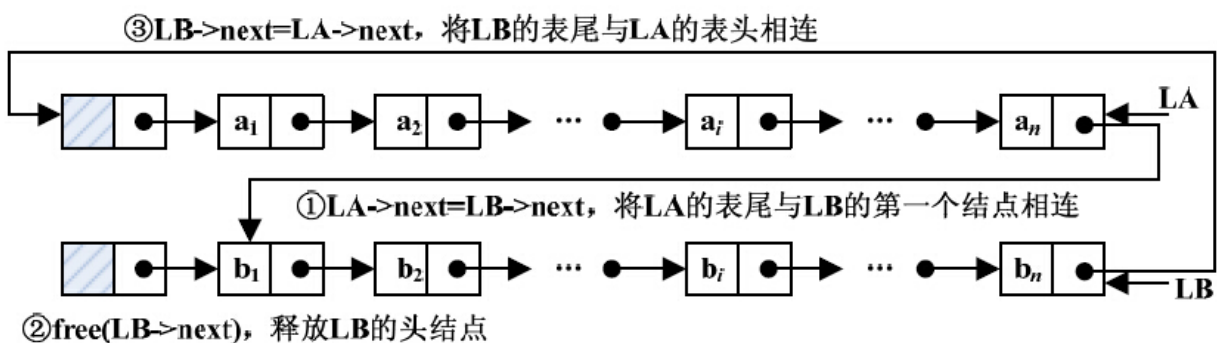 ③LB->next=LA->next，将LB的表尾与LA的表头相连
a₁ a₂ ··· aᵢ ··· aₙ LA
①LA->next=LB->next，将LA的表尾与LB的第一个结点相连
b₁ b₂ ··· bᵢ ··· bₙ
LB
②free(LB->next)，释放LB的头结点